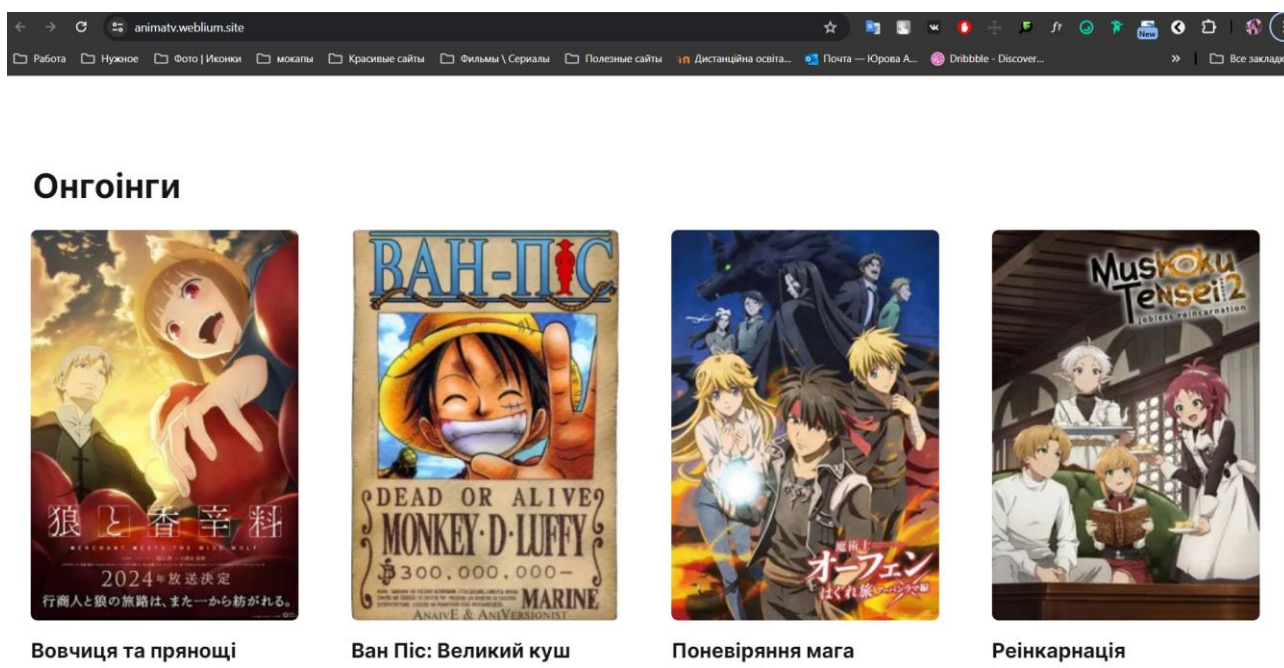 animatv.weblium.site
New
Работа Нужное Фото | Иконки мокапы Красивые сайты Фильмы \ Сериалы Полезные сайты Дистанційна освіта... Почта — Юрова А... Dribbble - Discover... » Все закладк
Онгоінги
狼と香辛料
MERCHANT MEETS THE WISE WOLF
2024年放送決定
行商人と狼の旅路は、また一から紡がれる。
Вовчиця та прянощі
ВАН-ПІС
DEAD OR ALIVE
MONKEY·D·LUFFY
฿300,000,000-
MARINE
ANAIVE & ANIVERSIONIST
Ван Піс: Великий куш
魔術士
オーフェン
はぐれ旅
Поневіряння мага
Mushoku
Tensei 2
jobless reincarnation
Реінкарнація